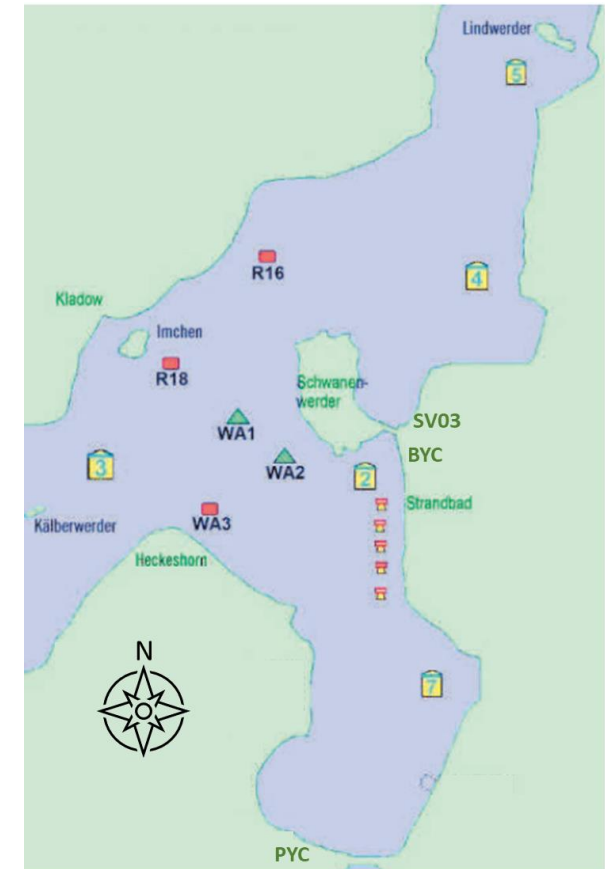 Lindwerder
5
R16
4
Kladow
Imchen
R18
Schwanen-
werder
SV03
WA1
BYC
WA2
3
2
Strandbad
WA3
Kälberwerder
Heckeshorn
N
7
PYC